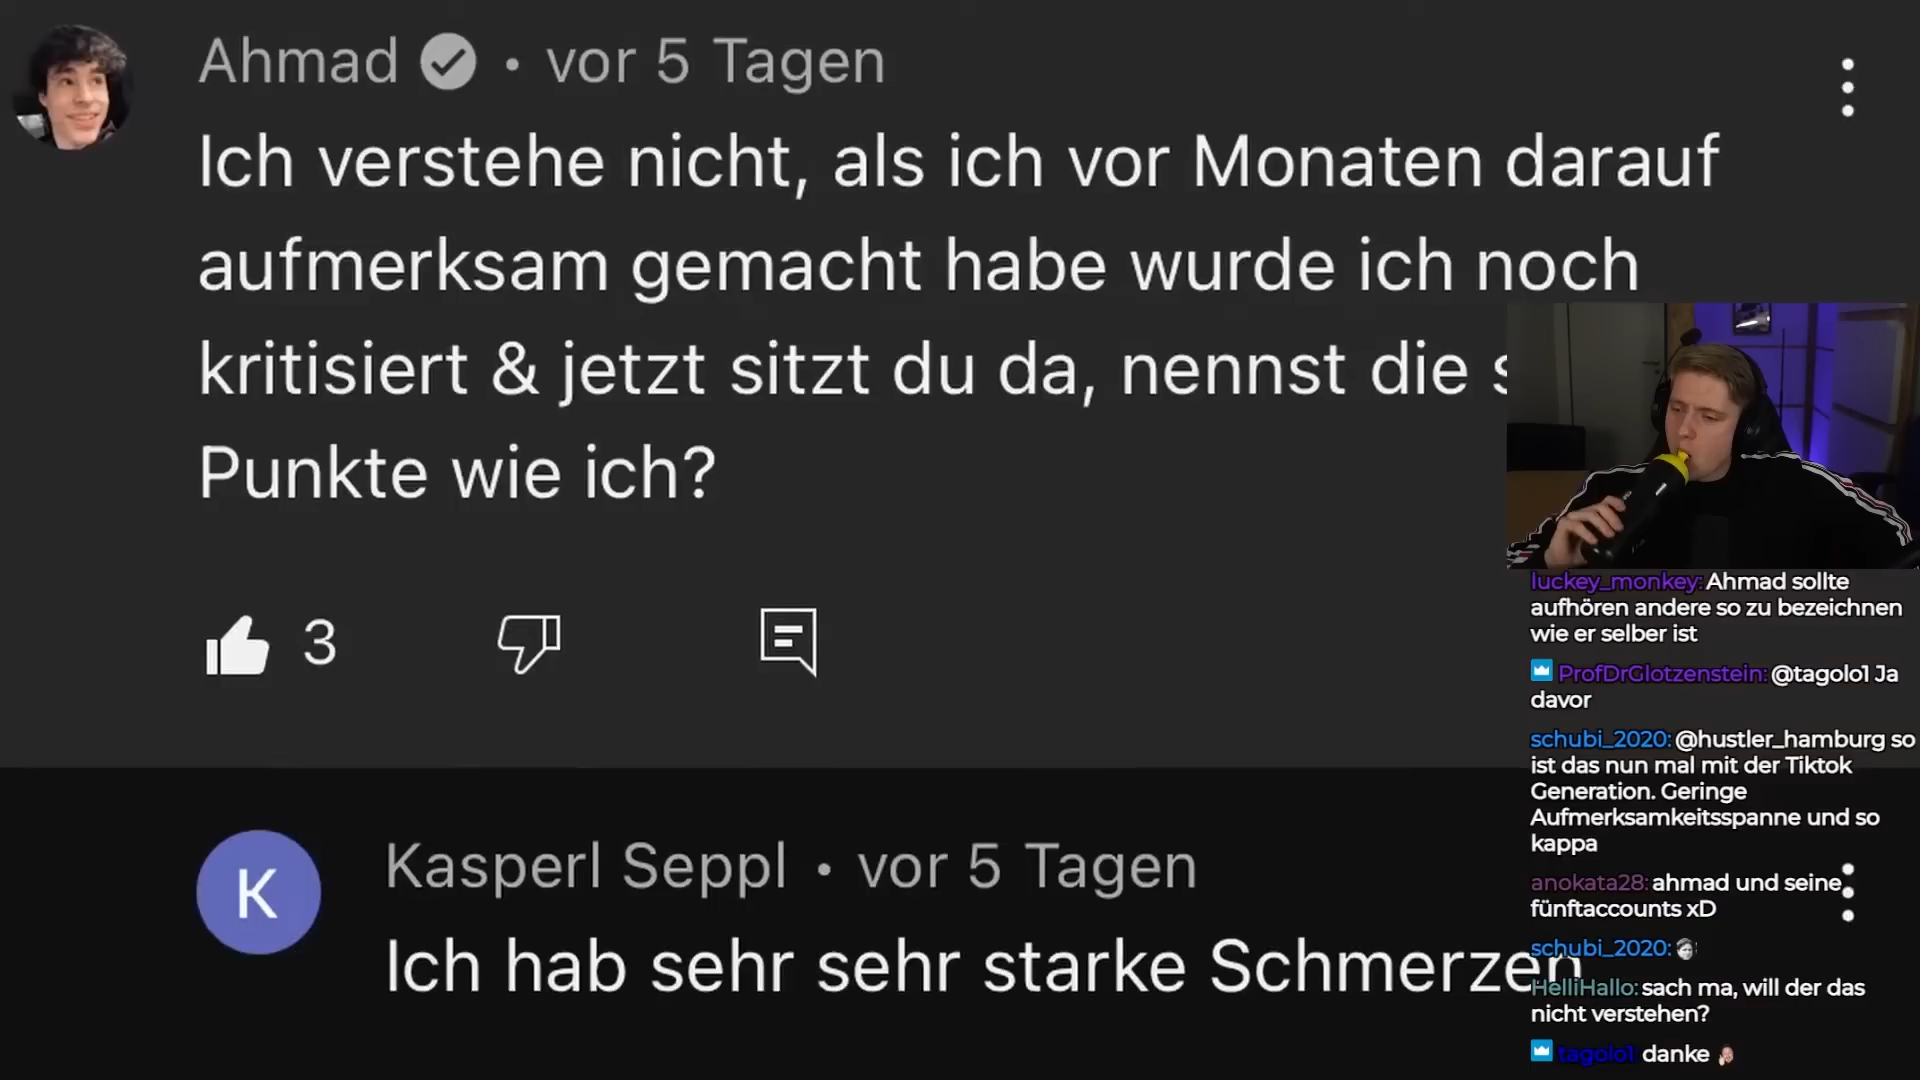 Ahmad • vor 5 Tagen
Ich verstehe nicht, als ich vor Monaten darauf
aufmerksam gemacht habe wurde ich noch
kritisiert & jetzt sitzt du da, nennst die
Punkte wie ich?
3
K
Kasperl Seppl • vor 5 Tagen
Ich hab sehr sehr starke Schmerzen
luckey_monkey: Ahmad sollte
aufhören andere so zu bezeichnen
wie er selber ist
ProfDrGlotzenstein: @tagolo1 Ja
davor
schubi_2020: @hustler_hamburg so
ist das nun mal mit der Tiktok
Generation. Geringe
Aufmerksamkeitsspanne und so
kappa
anokata28: ahmad und seine
fünftaccounts xD
schubi_2020:
HelliHallo: sach ma, will der das
nicht verstehen?
tagolo1: danke